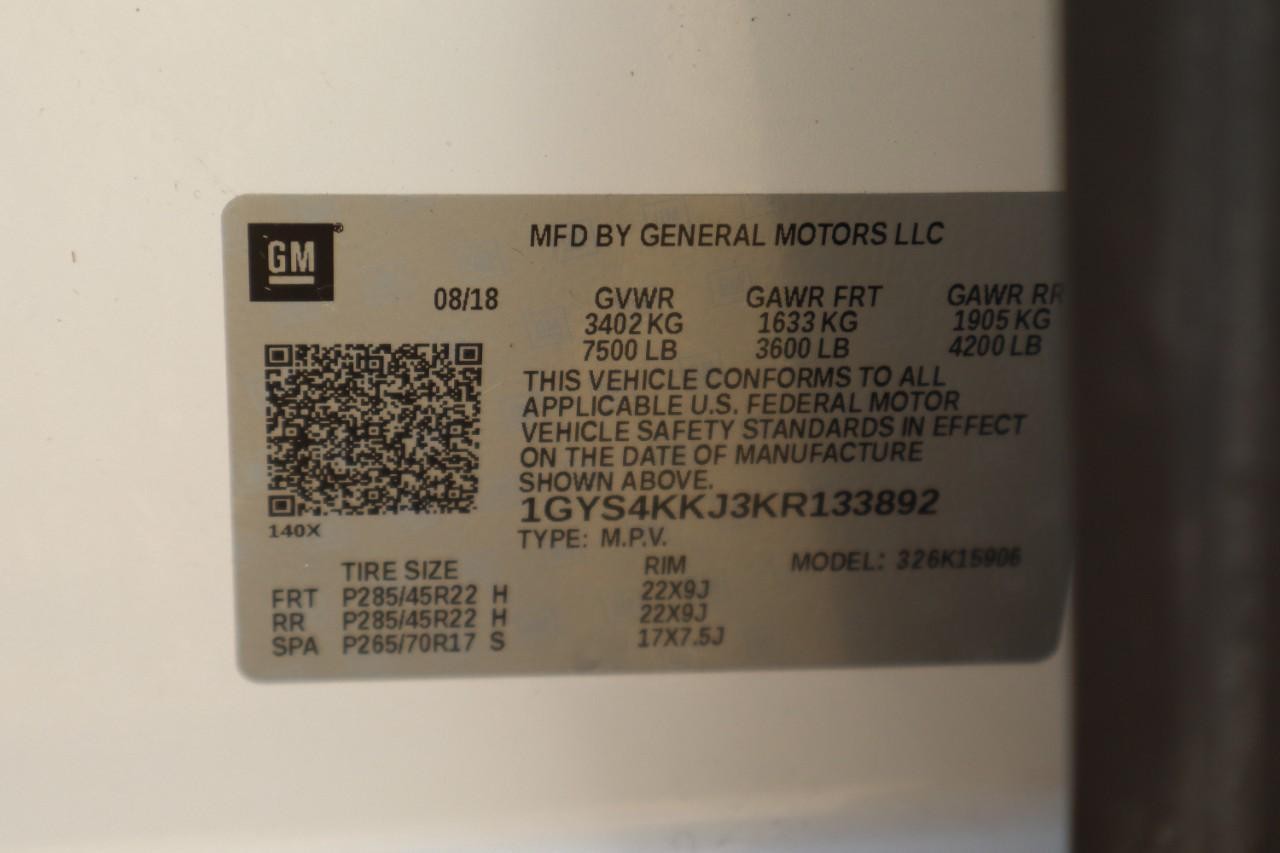 GM®
MFD BY GENERAL MOTORS LLC
08/18 GVWR GAWR FRT GAWR RR
3402 KG 1633 KG 1905 KG
7500 LB 3600 LB 4200 LB
THIS VEHICLE CONFORMS TO ALL
APPLICABLE U.S. FEDERAL MOTOR
VEHICLE SAFETY STANDARDS IN EFFECT
ON THE DATE OF MANUFACTURE
SHOWN ABOVE.
1GYS4KKJ3KR133892
140X
TYPE: M.P.V.
MODEL: 326K15906
TIRE SIZE RIM
FRT P285/45R22 H 22X9J
RR P285/45R22 H 22X9J
SPA P265/70R17 S 17X7.5J